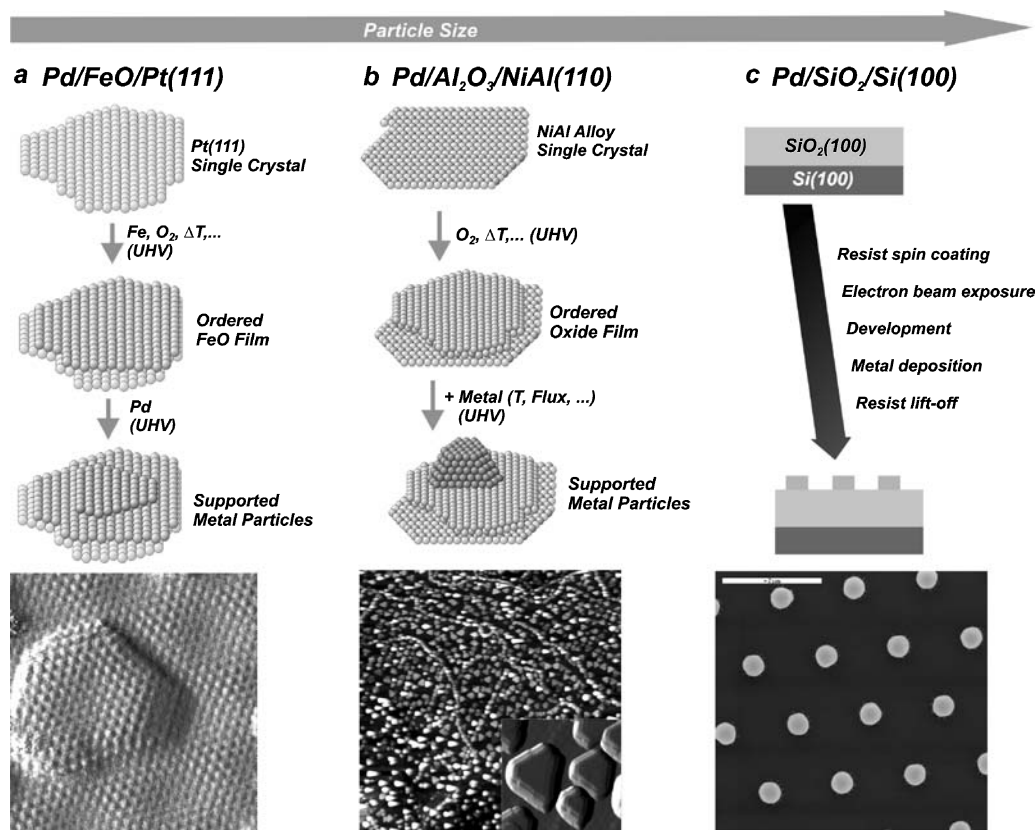 Particle Size
a Pd/FeO/Pt(111)
Pt(111)
Single Crystal
Fe, O₂, ΔT,...
(UHV)
Ordered
FeO Film
Pd
(UHV)
Supported
Metal Particles
b Pd/Al₂O₃/NiAl(110)
NiAl Alloy
Single Crystal
O₂, ΔT,... (UHV)
Ordered
Oxide Film
+ Metal (T, Flux, ...)
(UHV)
Supported
Metal Particles
c Pd/SiO₂/Si(100)
SiO₂(100)
Si(100)
Resist spin coating
Electron beam exposure
Development
Metal deposition
Resist lift-off